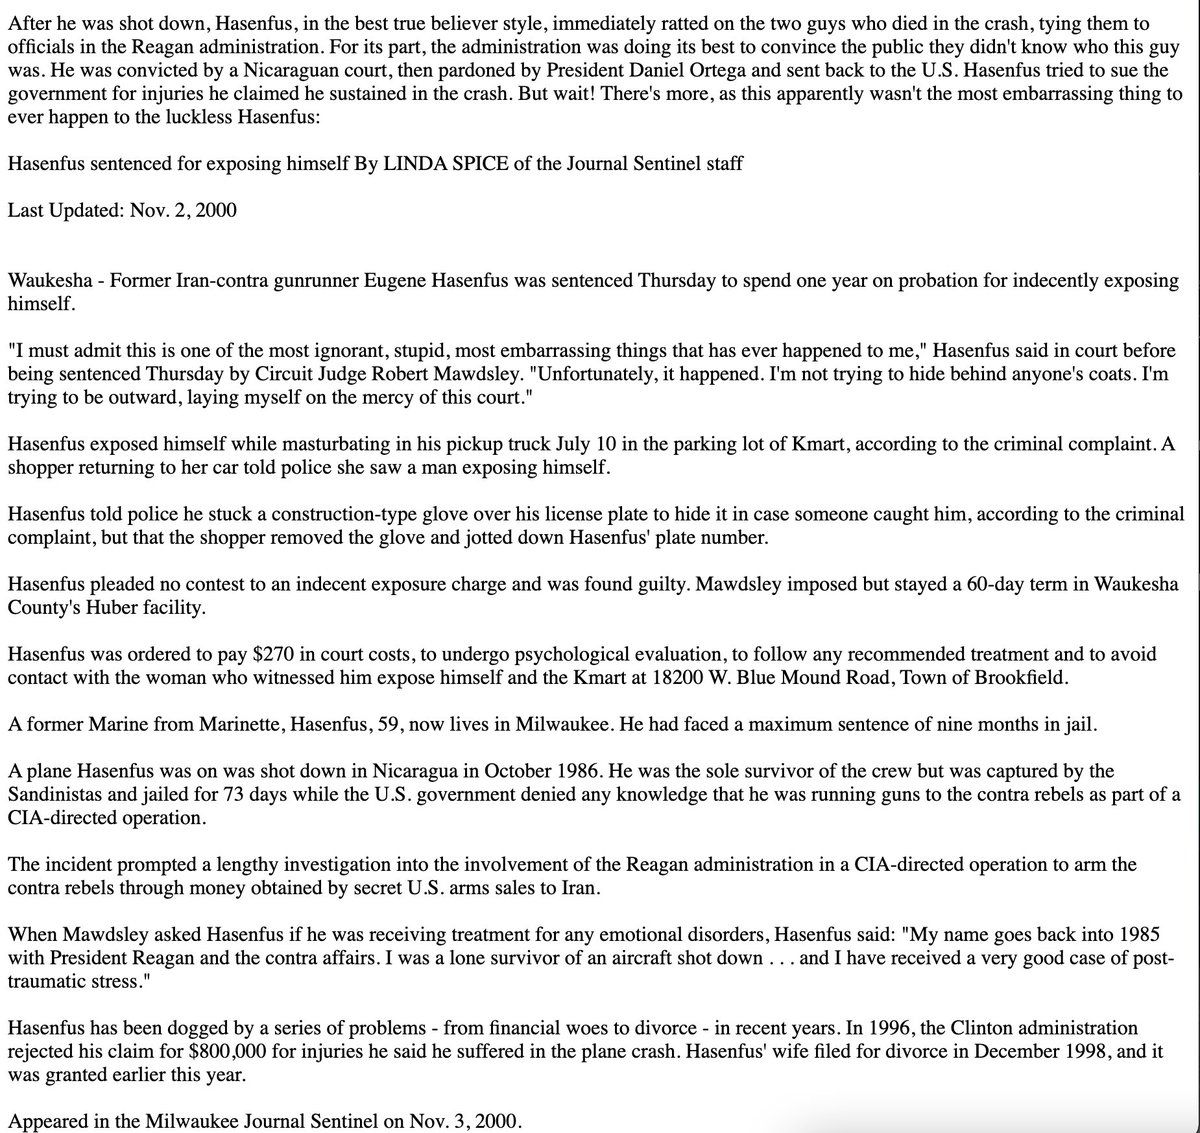 After he was shot down, Hasenfus, in the best true believer style, immediately ratted on the two guys who died in the crash, tying them to
officials in the Reagan administration. For its part, the administration was doing its best to convince the public they didn't know who this guy
was. He was convicted by a Nicaraguan court, then pardoned by President Daniel Ortega and sent back to the U.S. Hasenfus tried to sue the
government for injuries he claimed he sustained in the crash. But wait! There's more, as this apparently wasn't the most embarrassing thing to
ever happen to the luckless Hasenfus:
Hasenfus sentenced for exposing himself By LINDA SPICE of the Journal Sentinel staff
Last Updated: Nov. 2, 2000
Waukesha - Former Iran-contra gunrunner Eugene Hasenfus was sentenced Thursday to spend one year on probation for indecently exposing
himself.
"I must admit this is one of the most ignorant, stupid, most embarrassing things that has ever happened to me," Hasenfus said in court before
being sentenced Thursday by Circuit Judge Robert Mawdsley. "Unfortunately, it happened. I'm not trying to hide behind anyone's coats. I'm
trying to be outward, laying myself on the mercy of this court."
Hasenfus exposed himself while masturbating in his pickup truck July 10 in the parking lot of Kmart, according to the criminal complaint. A
shopper returning to her car told police she saw a man exposing himself.
Hasenfus told police he stuck a construction-type glove over his license plate to hide it in case someone caught him, according to the criminal
complaint, but that the shopper removed the glove and jotted down Hasenfus' plate number.
Hasenfus pleaded no contest to an indecent exposure charge and was found guilty. Mawdsley imposed but stayed a 60-day term in Waukesha
County's Huber facility.
Hasenfus was ordered to pay $270 in court costs, to undergo psychological evaluation, to follow any recommended treatment and to avoid
contact with the woman who witnessed him expose himself and the Kmart at 18200 W. Blue Mound Road, Town of Brookfield.
A former Marine from Marinette, Hasenfus, 59, now lives in Milwaukee. He had faced a maximum sentence of nine months in jail.
A plane Hasenfus was on was shot down in Nicaragua in October 1986. He was the sole survivor of the crew but was captured by the
Sandinistas and jailed for 73 days while the U.S. government denied any knowledge that he was running guns to the contra rebels as part of a
CIA-directed operation.
The incident prompted a lengthy investigation into the involvement of the Reagan administration in a CIA-directed operation to arm the
contra rebels through money obtained by secret U.S. arms sales to Iran.
When Mawdsley asked Hasenfus if he was receiving treatment for any emotional disorders, Hasenfus said: "My name goes back into 1985
with President Reagan and the contra affairs. I was a lone survivor of an aircraft shot down . . . and I have received a very good case of post-
traumatic stress."
Hasenfus has been dogged by a series of problems - from financial woes to divorce - in recent years. In 1996, the Clinton administration
rejected his claim for $800,000 for injuries he said he suffered in the plane crash. Hasenfus' wife filed for divorce in December 1998, and it
was granted earlier this year.
Appeared in the Milwaukee Journal Sentinel on Nov. 3, 2000.